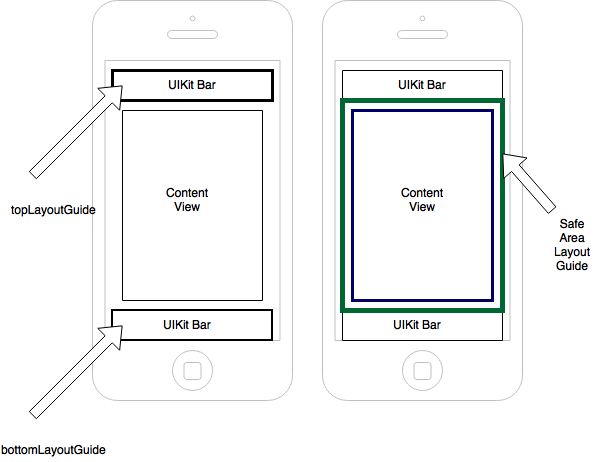 UIKit Bar
topLayoutGuide
Content
View
UIKit Bar
bottomLayoutGuide
UIKit Bar
Content
View
Safe
Area
Layout
Guide
UIKit Bar